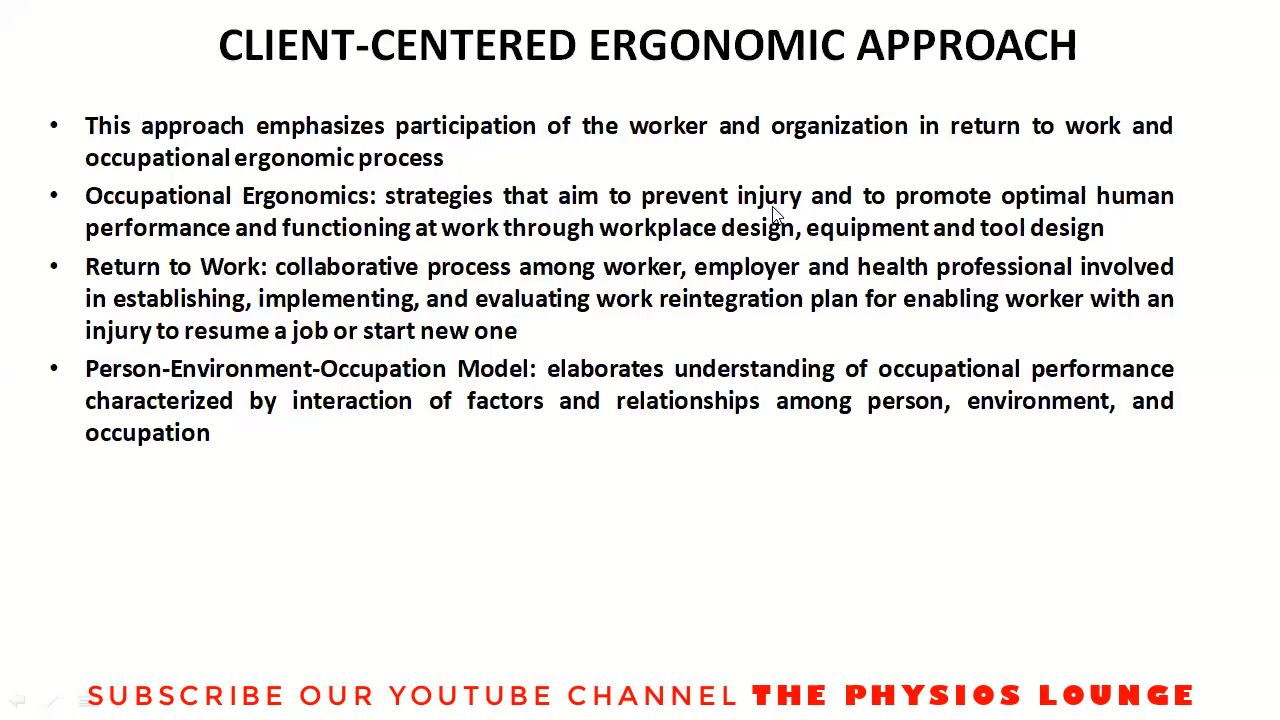 CLIENT-CENTERED ERGONOMIC APPROACH
• This approach emphasizes participation of the worker and organization in return to work and
occupational ergonomic process
• Occupational Ergonomics: strategies that aim to prevent injury and to promote optimal human
performance and functioning at work through workplace design, equipment and tool design
• Return to Work: collaborative process among worker, employer and health professional involved
in establishing, implementing, and evaluating work reintegration plan for enabling worker with an
injury to resume a job or start new one
• Person-Environment-Occupation Model: elaborates understanding of occupational performance
characterized by interaction of factors and relationships among person, environment, and
occupation
SUBSCRIBE OUR YOUTUBE CHANNEL THE PHYSIOS LOUNGE